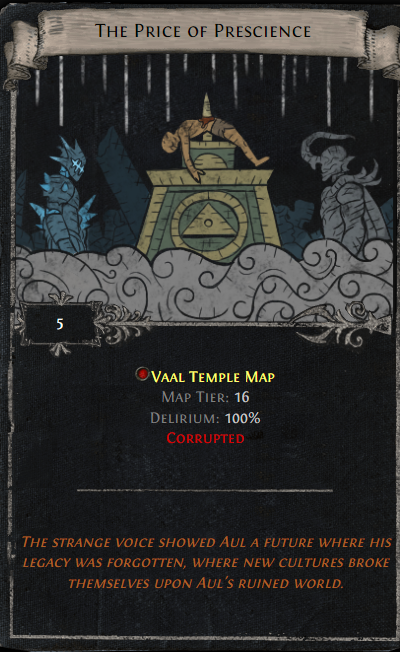 The Price of Prescience
5
Vaal Temple Map
Map Tier: 16
Delirium: 100%
Corrupted
The strange voice showed Aul a future where his
legacy was forgotten, where new cultures broke
themselves upon Aul's ruined world.